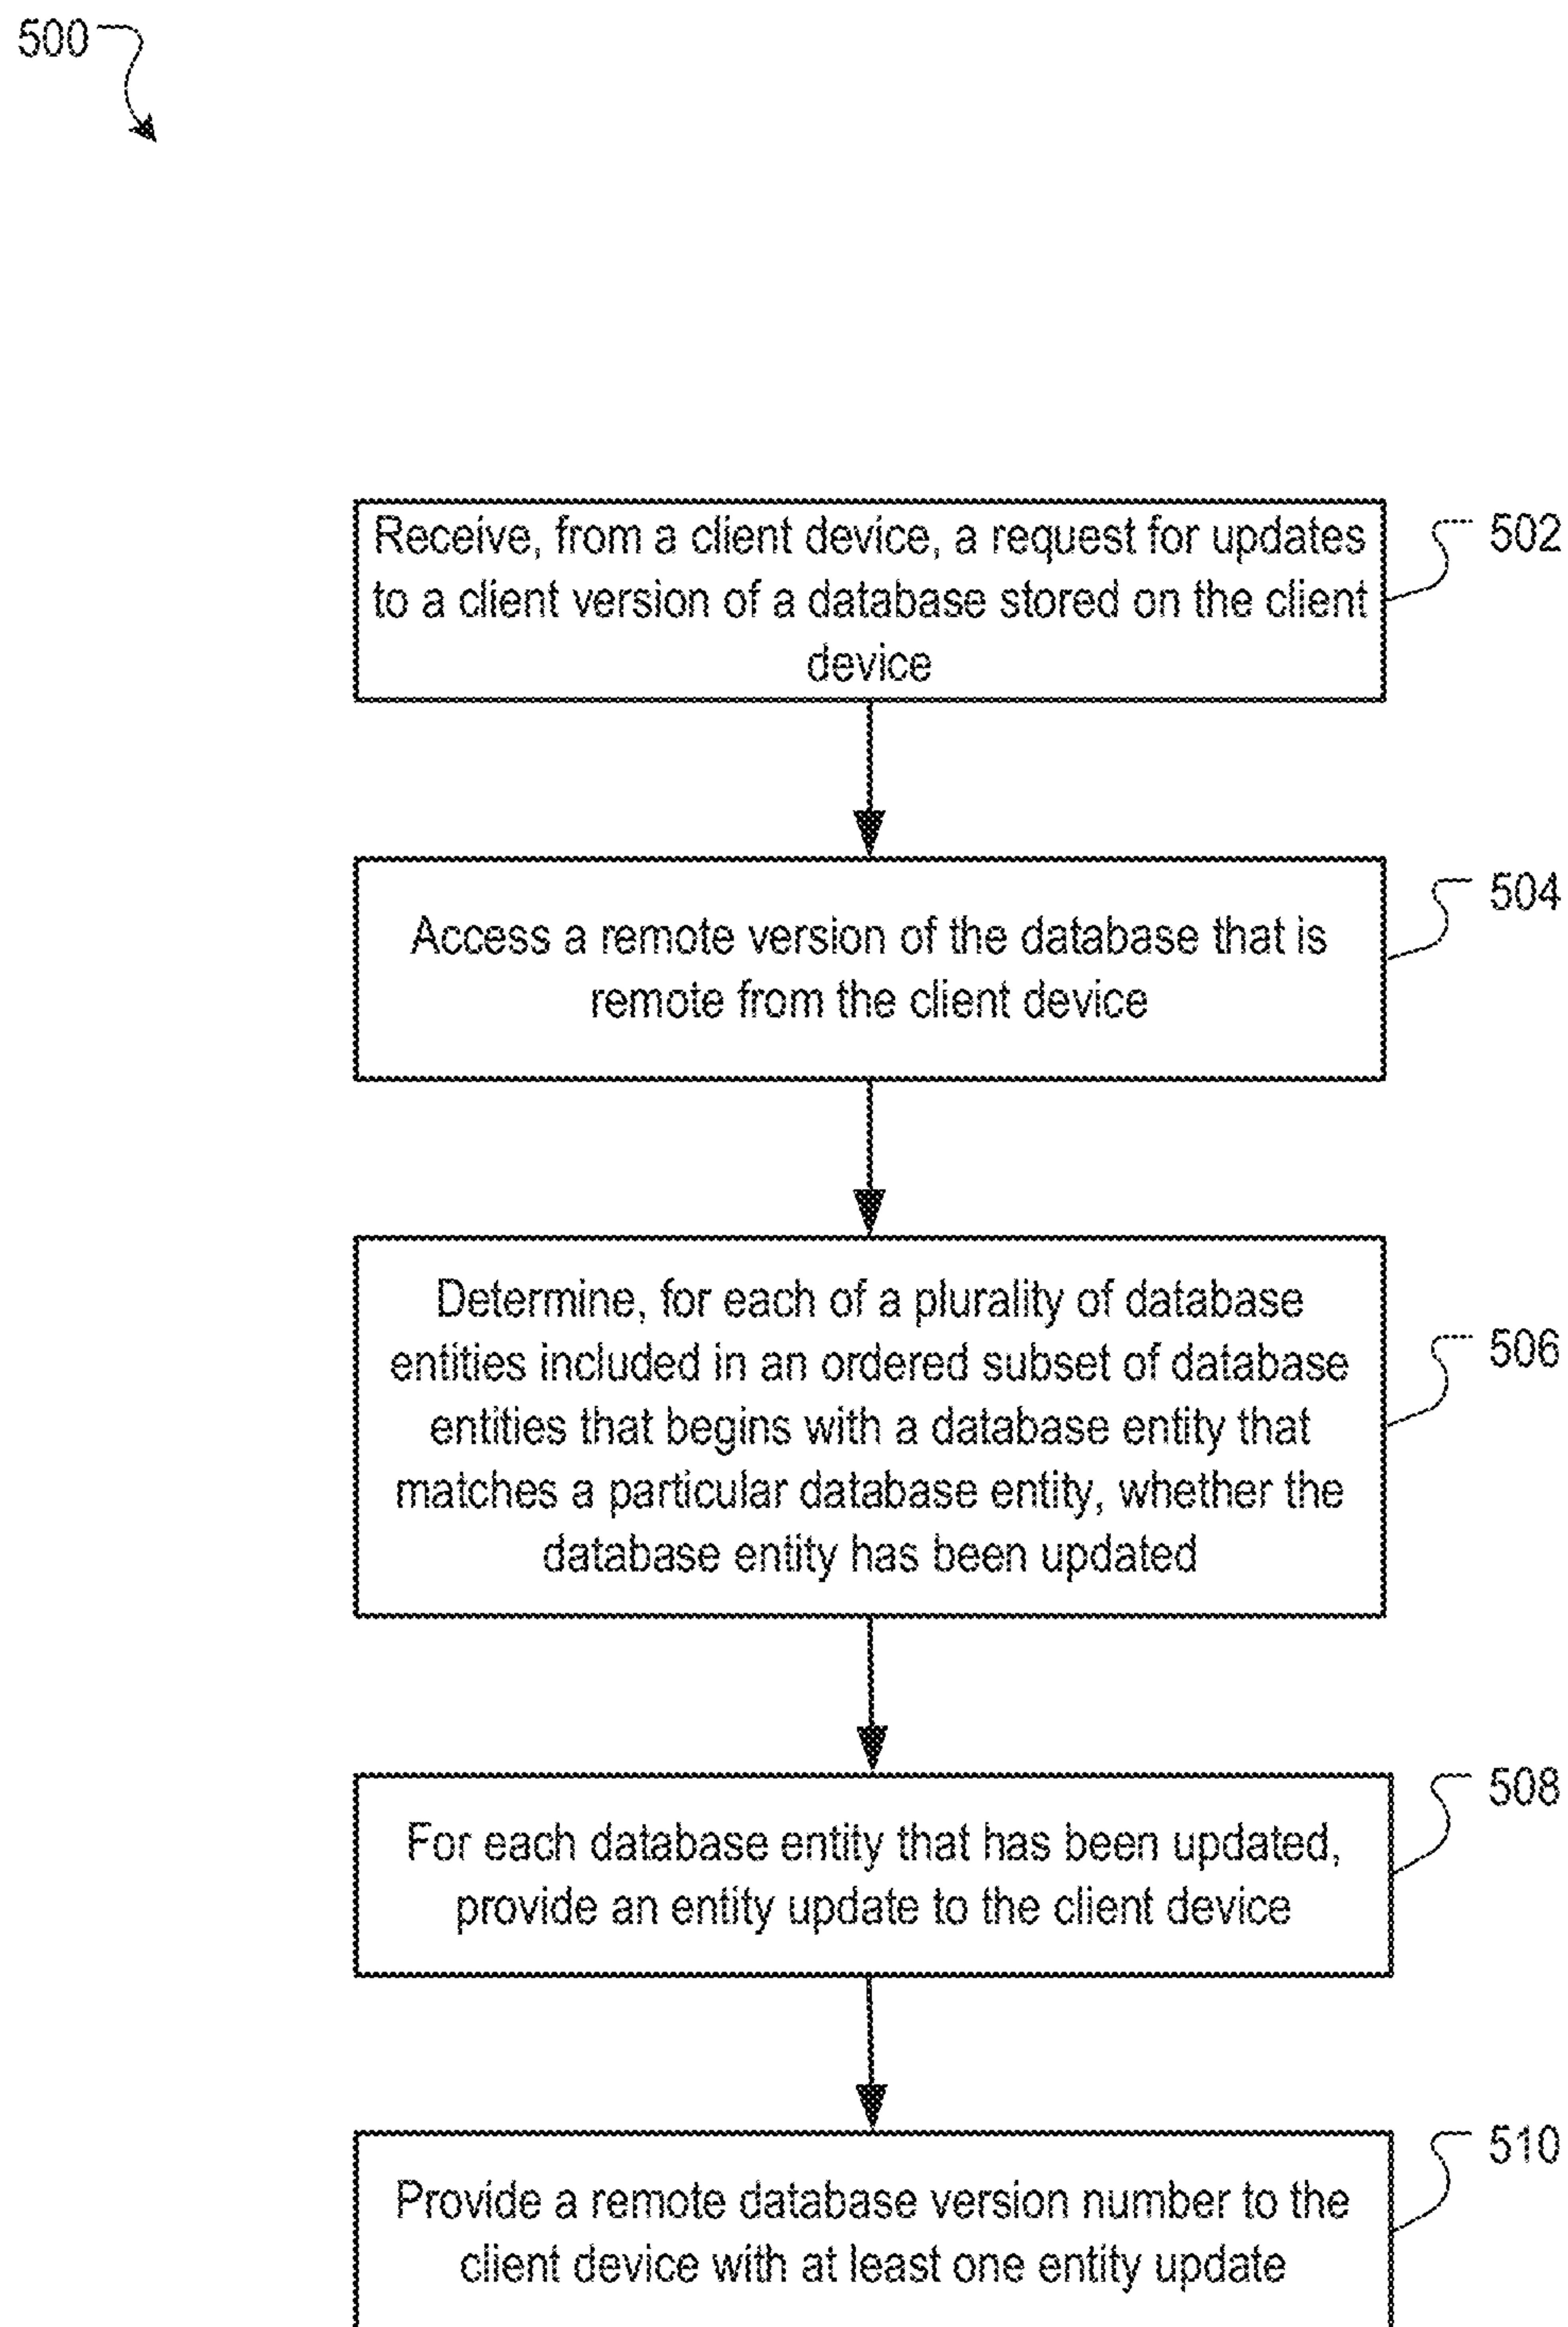 500
Receive, from a client device, a request for updates
to a client version of a database stored on the client
device
502
Access a remote version of the database that is
remote from the client device
504
Determine, for each of a plurality of database
entities included in an ordered subset of database
entities that begins with a database entity that
matches a particular database entity, whether the
database entity has been updated
506
For each database entity that has been updated,
provide an entity update to the client device
508
Provide a remote database version number to the
client device with at least one entity update
510